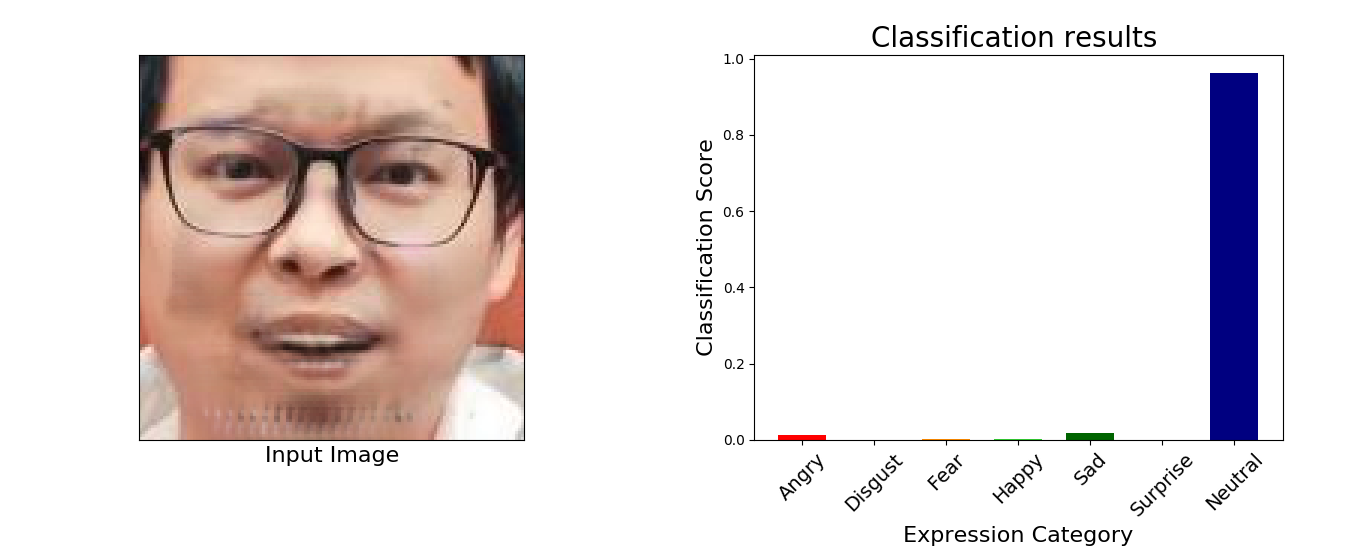 Classification results
1.0
0.8
0.6
0.4
0.2
0.0
Classification Score
Angry
Disgust
Fear
Happy
Sad
Surprise
Neutral
Expression Category
Input Image